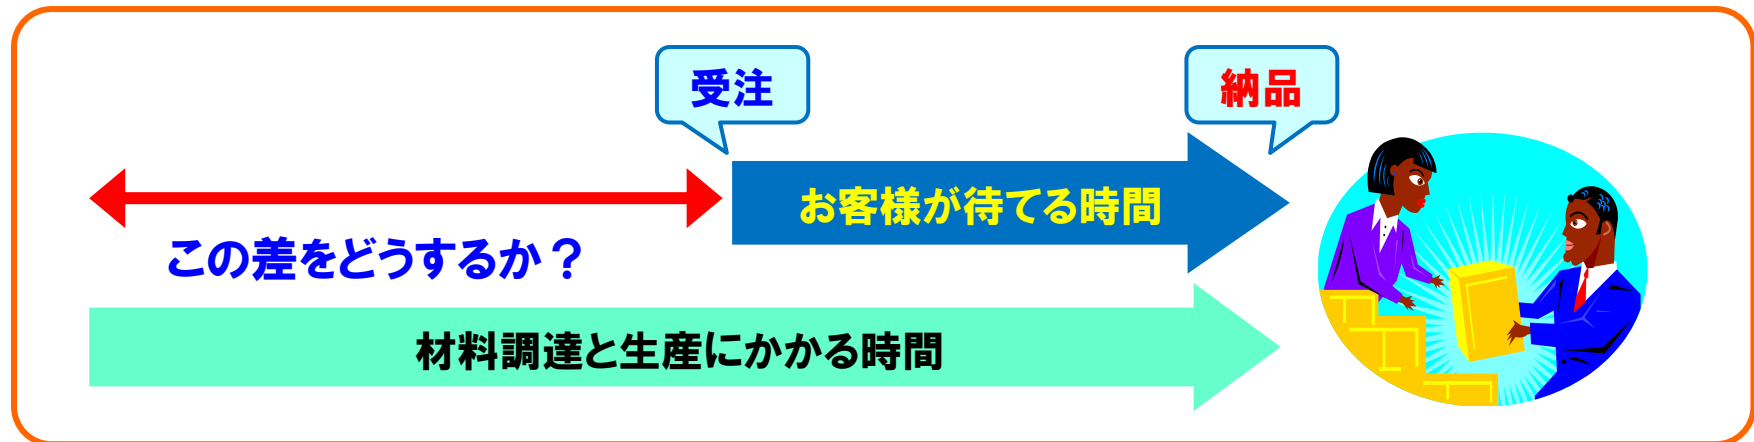 受注
納品
お客様が待てる時間
この差をどうするか？
材料調達と生産にかかる時間